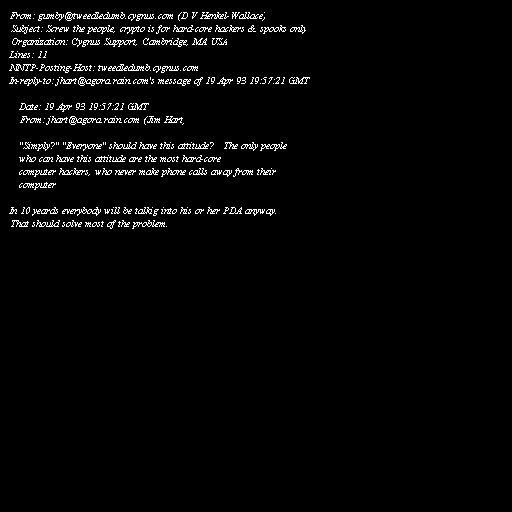 From: gumby@tweedledumb.cygnus.com (D V Henkel-Wallace)
Subject: Screw the people, crypto is for hard-core hackers & spooks only
Organization: Cygnus Support, Cambridge, MA USA
Lines: 11
NNTP-Posting-Host: tweedledumb.cygnus.com
In-reply-to: jhart@agora.rain.com's message of 19 Apr 93 19:57:21 GMT
Date: 19 Apr 93 19:57:21 GMT
From: jhart@agora.rain.com (Jim Hart)
"Simply?" "Everyone" should have this attitude? The only people
who can have this attitude are the most hard-core
computer hackers, who never make phone calls away from their
computer
In 10 yeards everybody will be talkig into his or her PDA anyway.
That should solve most of the problem.